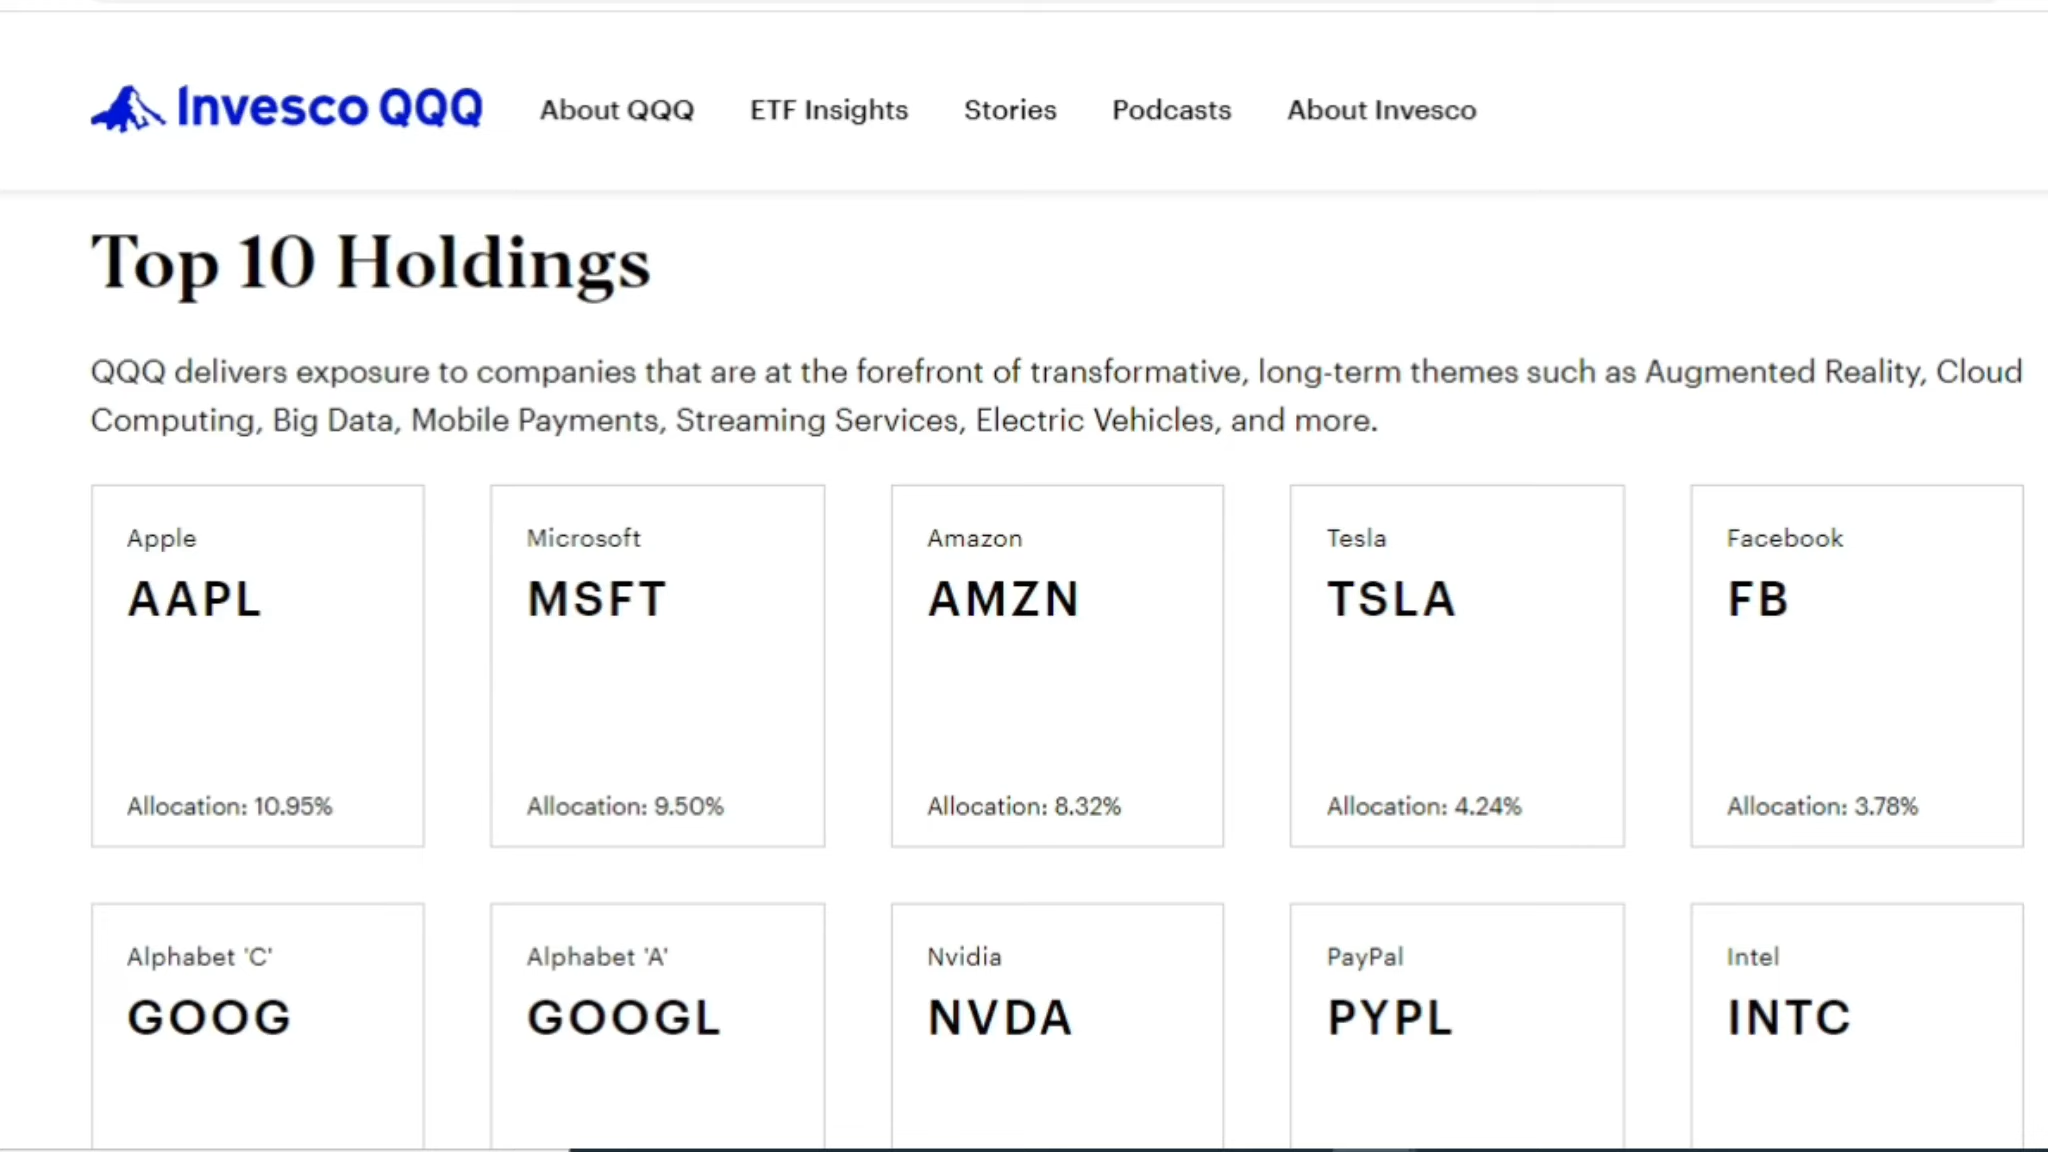 Invesco QQQ About QQQ ETF Insights Stories Podcasts About Invesco
Top 10 Holdings
QQQ delivers exposure to companies that are at the forefront of transformative, long-term themes such as Augmented Reality, Cloud
Computing, Big Data, Mobile Payments, Streaming Services, Electric Vehicles, and more.
Apple
AAPL
Allocation: 10.95%
Microsoft
MSFT
Allocation: 9.50%
Amazon
AMZN
Allocation: 8.32%
Tesla
TSLA
Allocation: 4.24%
Facebook
FB
Allocation: 3.78%
Alphabet 'C'
GOOG
Alphabet 'A'
GOOGL
Nvidia
NVDA
PayPal
PYPL
Intel
INTC